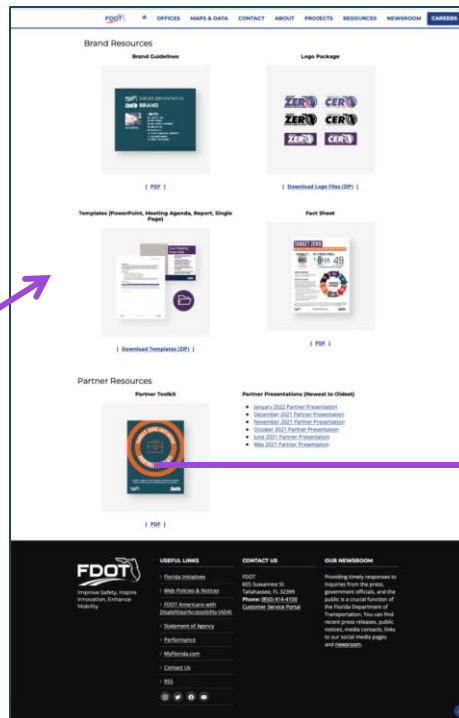 FDOT
OFFICES MAPS & DATA CONTACT ABOUT PROJECTS RESOURCES NEWSROOM CAREERS
Brand Resources
Brand Guidelines
BRAND
| PDF |
Logo Package
ZERO CERO
ZERO CERO
ZERO CERO
| Download Logo Files (ZIP) |
Templates (PowerPoint, Meeting Agenda, Report, Single
Page)
| Download Templates (ZIP) |
Fact Sheet
TARGET ZERO
8 49
| PDF |
Partner Resources
Partner Toolkit
TARGET ZERO INITIATIVE
| PDF |
Partner Presentations (Newest to Oldest)
January 2022 Partner Presentation
December 2021 Partner Presentation
November 2021 Partner Presentation
October 2021 Partner Presentation
June 2021 Partner Presentation
May 2021 Partner Presentation
FDOT
Improve Safety, Inspire
Innovation, Enhance
Mobility
USEFUL LINKS
› Florida Initiatives
› Web Policies & Notices
› FDOT Americans with
Disabilities/Accessibility (ADA)
› Statement of Agency
› Performance
› MyFlorida.com
› Contact Us
› RSS
CONTACT US
FDOT
605 Suwannee St.
Tallahassee, FL 32399
Phone: (850) 414-4100
Customer Service Portal
OUR NEWSROOM
Providing timely responses to
inquiries from the press,
government officials, and the
public is a crucial function of
the Florida Department of
Transportation. You can find
recent press releases, public
notices, media contacts, links
to our social media pages
and newsroom.